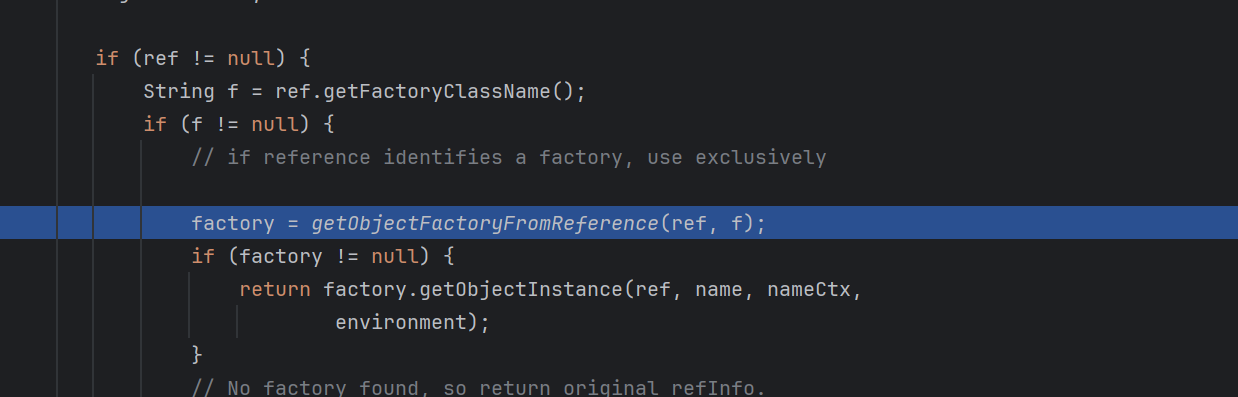 if (ref != null) {
String f = ref.getFactoryClassName();
if (f != null) {
// if reference identifies a factory, use exclusively
factory = getObjectFactoryFromReference(ref, f);
if (factory != null) {
return factory.getObjectInstance(ref, name, nameCtx,
environment);
}
// No factory found, so return original refInfo.